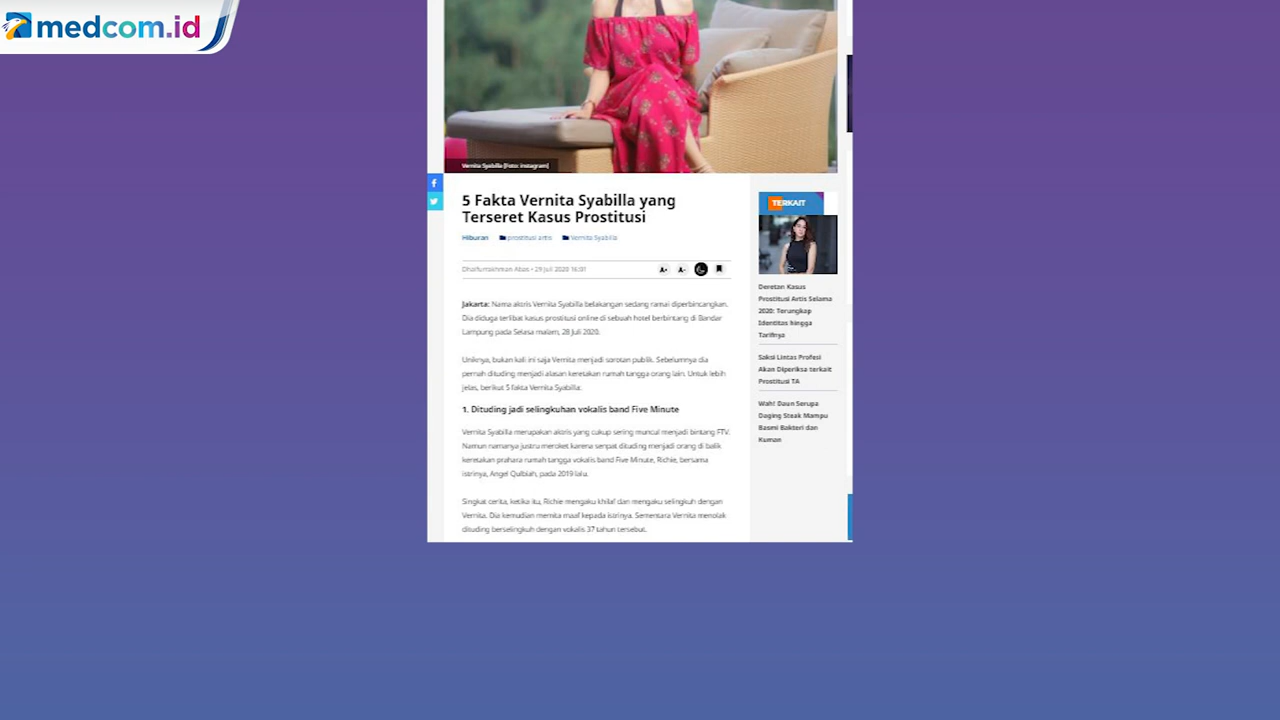 medcom.id
Vernita Syabilla [Foto: instagram]
5 Fakta Vernita Syabilla yang
Terseret Kasus Prostitusi
Hiburan prostitusi artis Vernita Syabilla
Dhaifurrakhman Abas • 29 Juli 2020 16:01
A+ A-
Jakarta: Nama aktris Vernita Syabilla belakangan sedang ramai diperbincangkan.
Dia diduga terlibat kasus prostitusi online di sebuah hotel berbintang di Bandar
Lampung pada Selasa malam, 28 Juli 2020.
Uniknya, bukan kali ini saja Vernita menjadi sorotan publik. Sebelumnya dia
pernah dituding menjadi alasan keretakan rumah tangga orang lain. Untuk lebih
jelas, berikut 5 fakta Vernita Syabilla:
1. Dituding jadi selingkuhan vokalis band Five Minute
Vernita Syabilla merupakan aktris yang cukup sering muncul menjadi bintang FTV.
Namun namanya justru meroket karena sempat dituding menjadi orang di balik
keretakan prahara rumah tangga vokalis band Five Minute, Richie, bersama
istrinya, Angel Qulbiah, pada 2019 lalu.
Singkat cerita, ketika itu, Richie mengaku khilaf dan mengaku selingkuh dengan
Vernita. Dia kemudian memita maaf kepada istrinya. Sementara Vernita menolak
dituding berselingkuh dengan vokalis 37 tahun tersebut.
TERKAIT
Deretan Kasus
Prostitusi Artis Selama
2020: Terungkap
Identitas hingga
Tarifnya
Saksi Lintas Profesi
Akan Diperiksa terkait
Prostitusi TA
Wah! Daun Serupa
Daging Steak Mampu
Basmi Bakteri dan
Kuman